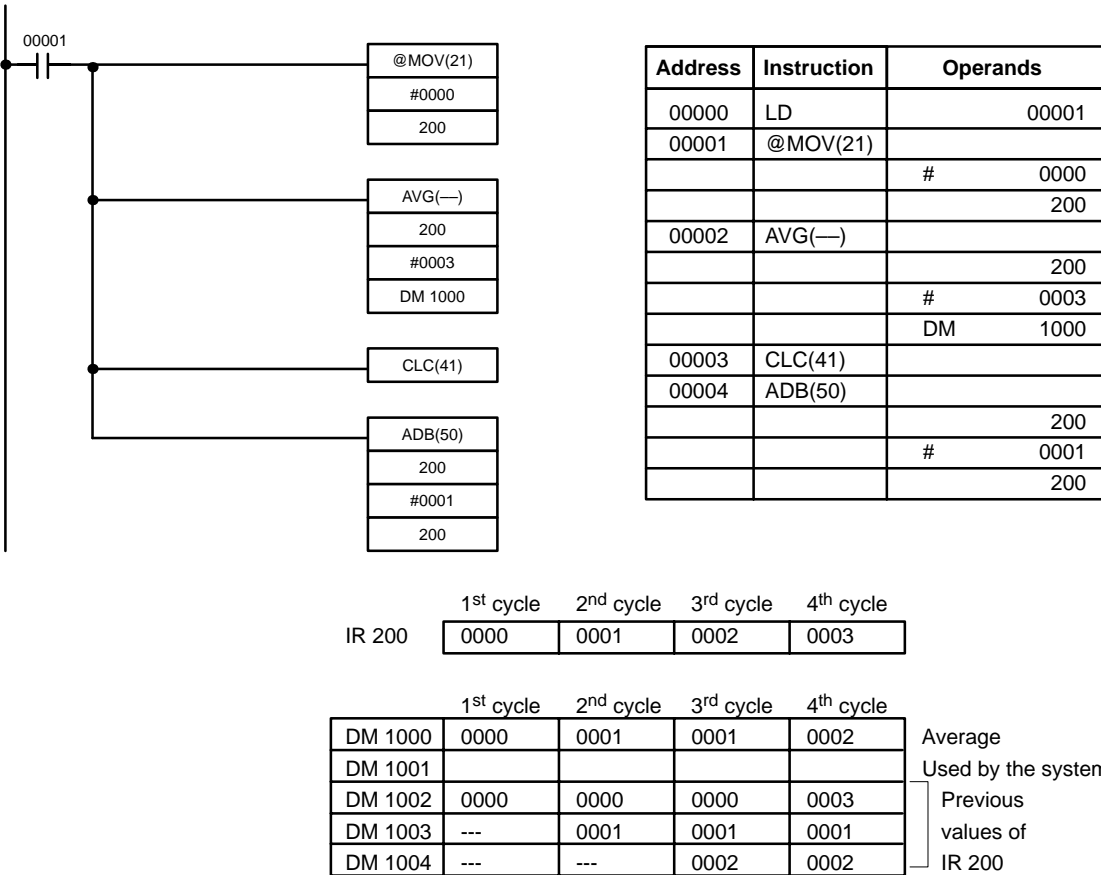 00001
@MOV(21)
#0000
200
AVG(––)
200
#0003
DM 1000
CLC(41)
ADB(50)
200
#0001
200
Address Instruction Operands
00000 LD 00001
00001 @MOV(21)
# 0000
200
00002 AVG(––)
200
# 0003
DM 1000
00003 CLC(41)
00004 ADB(50)
200
# 0001
200
1st cycle 2nd cycle 3rd cycle 4th cycle
IR 200 0000 0001 0002 0003
1st cycle 2nd cycle 3rd cycle 4th cycle
DM 1000 0000 0001 0001 0002 Average
DM 1001 Used by the system
DM 1002 0000 0000 0000 0003 Previous
DM 1003 --- 0001 0001 0001 values of
DM 1004 --- --- 0002 0002 IR 200